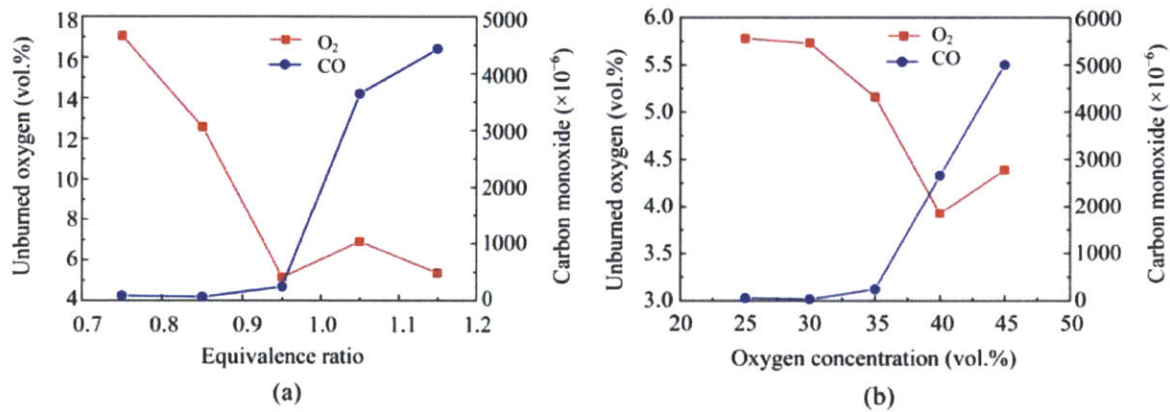 18
16
14
12
10
8
6
4
Unburned oxygen (vol.%)
O₂
CO
5000
4000
3000
2000
1000
0
Carbon monoxide (×10⁻⁶)
0.7 0.8 0.9 1.0 1.1 1.2
Equivalence ratio
(a)
6.0
5.5
5.0
4.5
4.0
3.5
3.0
Unburned oxygen (vol.%)
O₂
CO
6000
5000
4000
3000
2000
1000
0
Carbon monoxide (×10⁻⁶)
20 25 30 35 40 45 50
Oxygen concentration (vol.%)
(b)